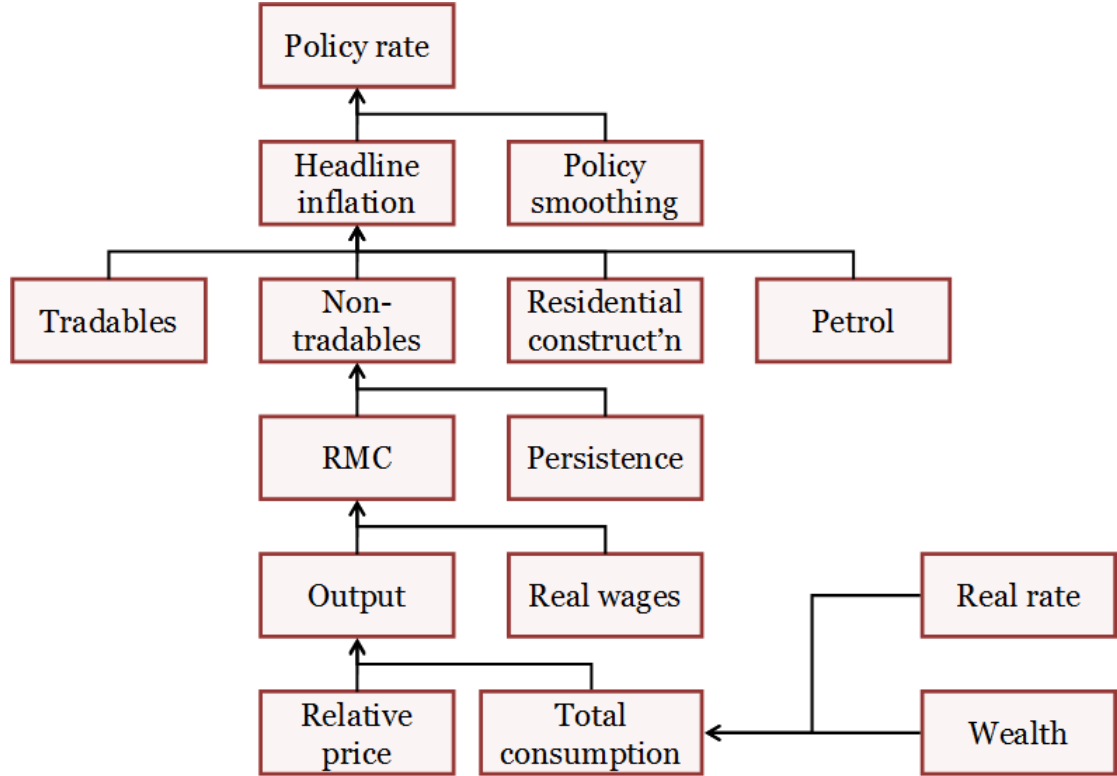 Policy rate
Headline
inflation
Policy
smoothing
Tradables
Non-
tradables
Residential
construct’n
Petrol
RMC
Persistence
Output
Real wages
Real rate
Relative
price
Total
consumption
Wealth